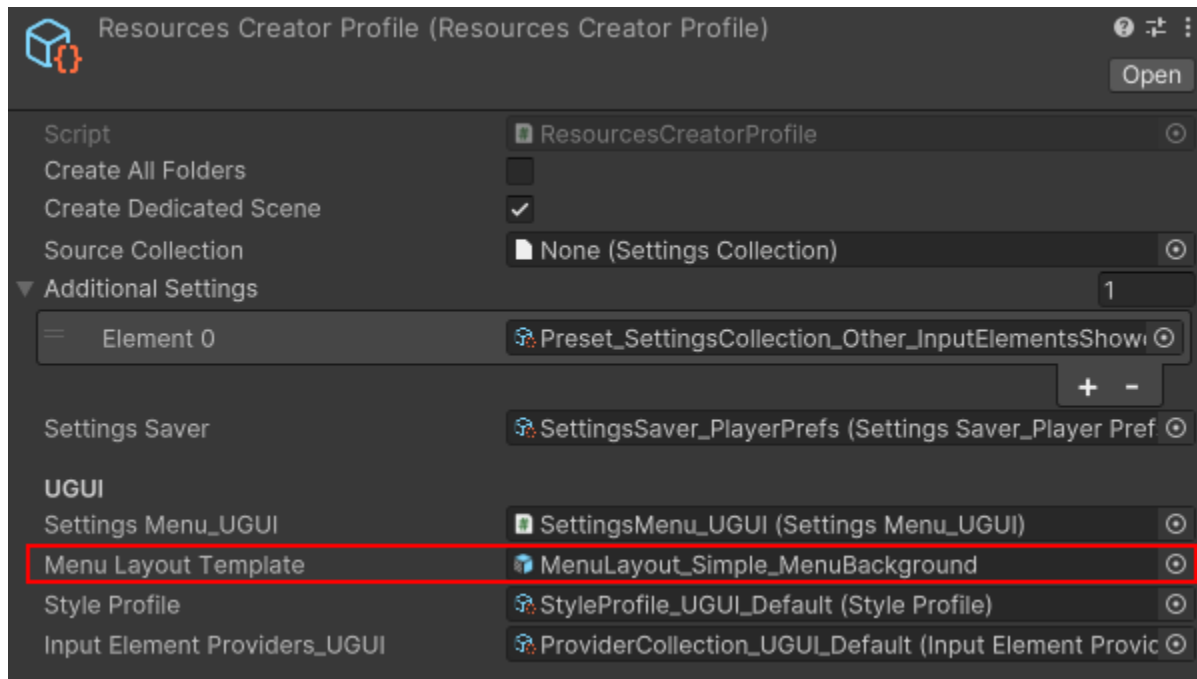 Resources Creator Profile (Resources Creator Profile)
Open
Script ResourcesCreatorProfile
Create All Folders
Create Dedicated Scene
Source Collection None (Settings Collection)
Additional Settings 1
Element 0 Preset_SettingsCollection_Other_InputElementsShow
+ -
Settings Saver SettingsSaver_PlayerPrefs (Settings Saver_Player Pref
UGUI
Settings Menu_UGUI SettingsMenu_UGUI (Settings Menu_UGUI)
Menu Layout Template MenuLayout_Simple_MenuBackground
Style Profile StyleProfile_UGUI_Default (Style Profile)
Input Element Providers_UGUI ProviderCollection_UGUI_Default (Input Element Provid